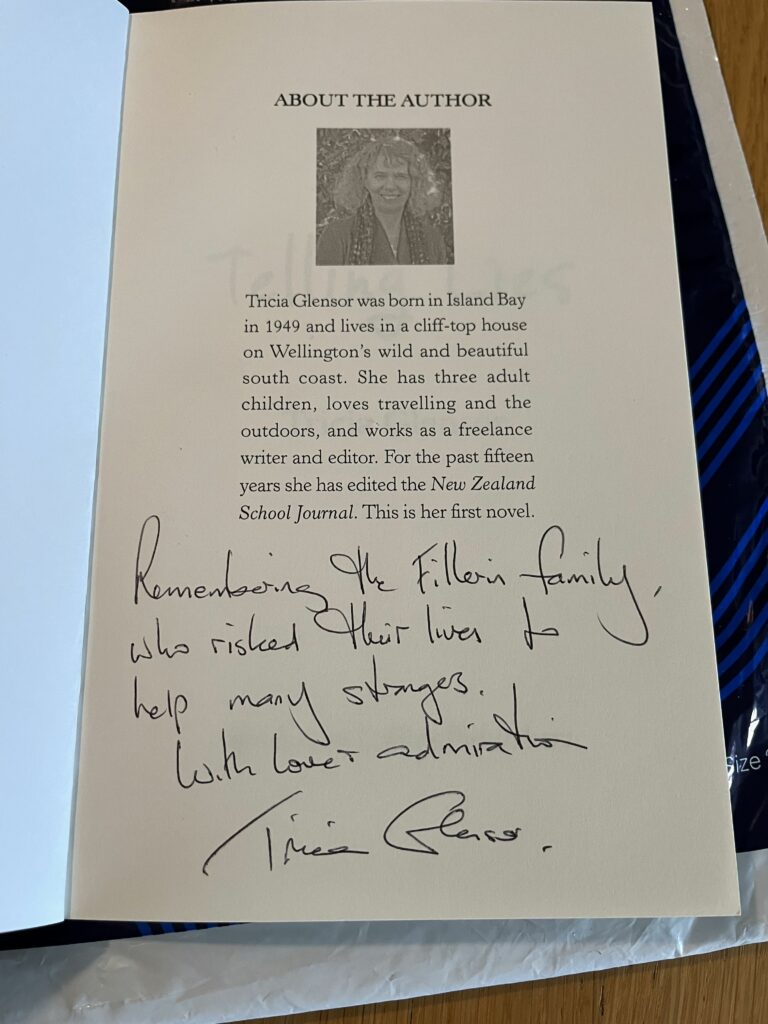 ABOUT THE AUTHOR
Tricia Glensor was born in Island Bay
in 1949 and lives in a cliff-top house
on Wellington's wild and beautiful
south coast. She has three adult
children, loves travelling and the
outdoors, and works as a freelance
writer and editor. For the past fifteen
years she has edited the New Zealand
School Journal. This is her first novel.
Remembering the Fillerin family,
who risked their lives to
help many strangers.
With love & admiration
Tricia Glensor.
Telling Lies
Size